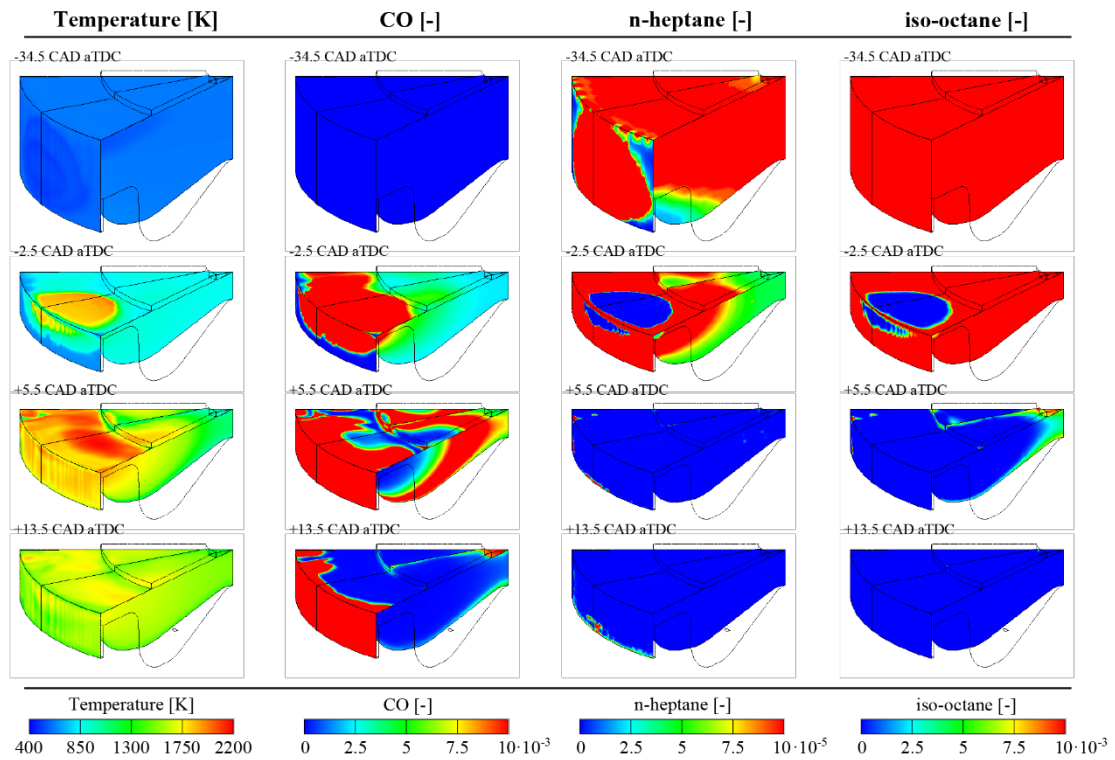 Temperature [K] CO [-] n-heptane [-] iso-octane [-]
-34.5 CAD aTDC -34.5 CAD aTDC -34.5 CAD aTDC -34.5 CAD aTDC
-2.5 CAD aTDC -2.5 CAD aTDC -2.5 CAD aTDC -2.5 CAD aTDC
+5.5 CAD aTDC +5.5 CAD aTDC +5.5 CAD aTDC +5.5 CAD aTDC
+13.5 CAD aTDC +13.5 CAD aTDC +13.5 CAD aTDC +13.5 CAD aTDC
Temperature [K] CO [-] n-heptane [-] iso-octane [-]
400 850 1300 1750 2200 0 2.5 5 7.5 10·10⁻³ 0 2.5 5 7.5 10·10⁻⁵ 0 2.5 5 7.5 10·10⁻³